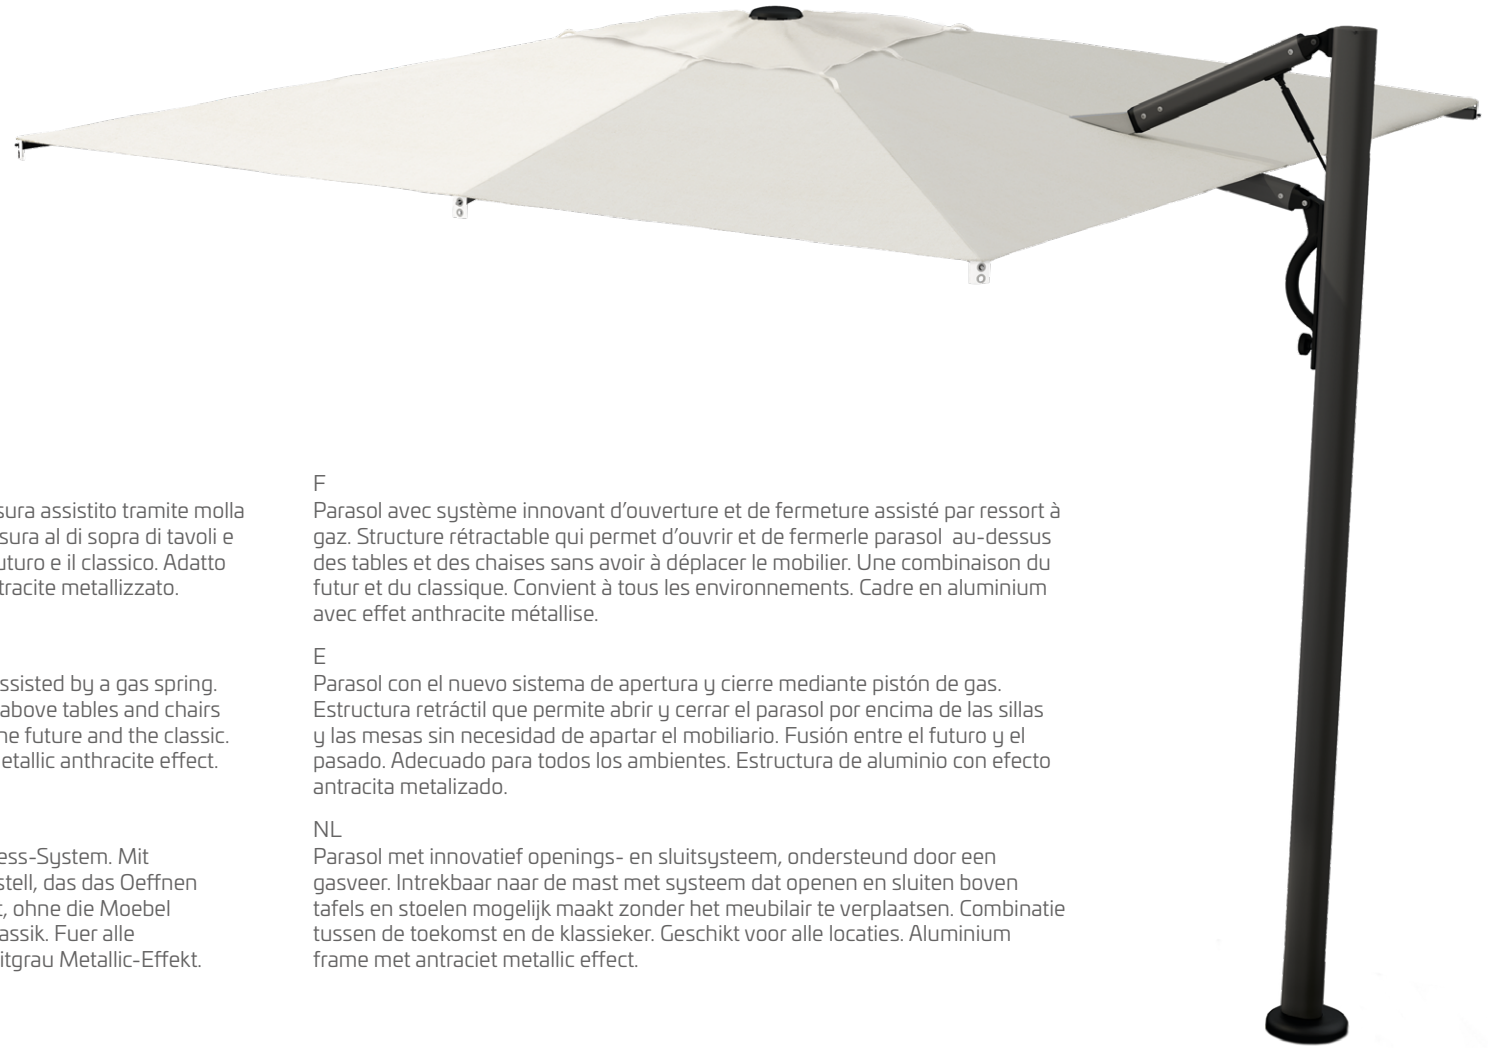 sura assistito tramite molla
sura al di sopra di tavoli e
uturo e il classico. Adatto
tracite metallizzato.
ssisted by a gas spring.
above tables and chairs
he future and the classic.
etallic anthracite effect.
ess-System. Mit
stell, das das Oeffnen
t, ohne die Moebel
assik. Fuer alle
itgrau Metallic-Effekt.
F
Parasol avec système innovant d’ouverture et de fermeture assisté par ressort à
gaz. Structure rétractable qui permet d’ouvrir et de fermerle parasol  au-dessus
des tables et des chaises sans avoir à déplacer le mobilier. Une combinaison du
futur et du classique. Convient à tous les environnements. Cadre en aluminium
avec effet anthracite métallise.
E
Parasol con el nuevo sistema de apertura y cierre mediante pistón de gas.
Estructura retráctil que permite abrir y cerrar el parasol por encima de las sillas
y las mesas sin necesidad de apartar el mobiliario. Fusión entre el futuro y el
pasado. Adecuado para todos los ambientes. Estructura de aluminio con efecto
antracita metalizado.
NL
Parasol met innovatief openings- en sluitsysteem, ondersteund door een
gasveer. Intrekbaar naar de mast met systeem dat openen en sluiten boven
tafels en stoelen mogelijk maakt zonder het meubilair te verplaatsen. Combinatie
tussen de toekomst en de klassieker. Geschikt voor alle locaties. Aluminium
frame met antraciet metallic effect.